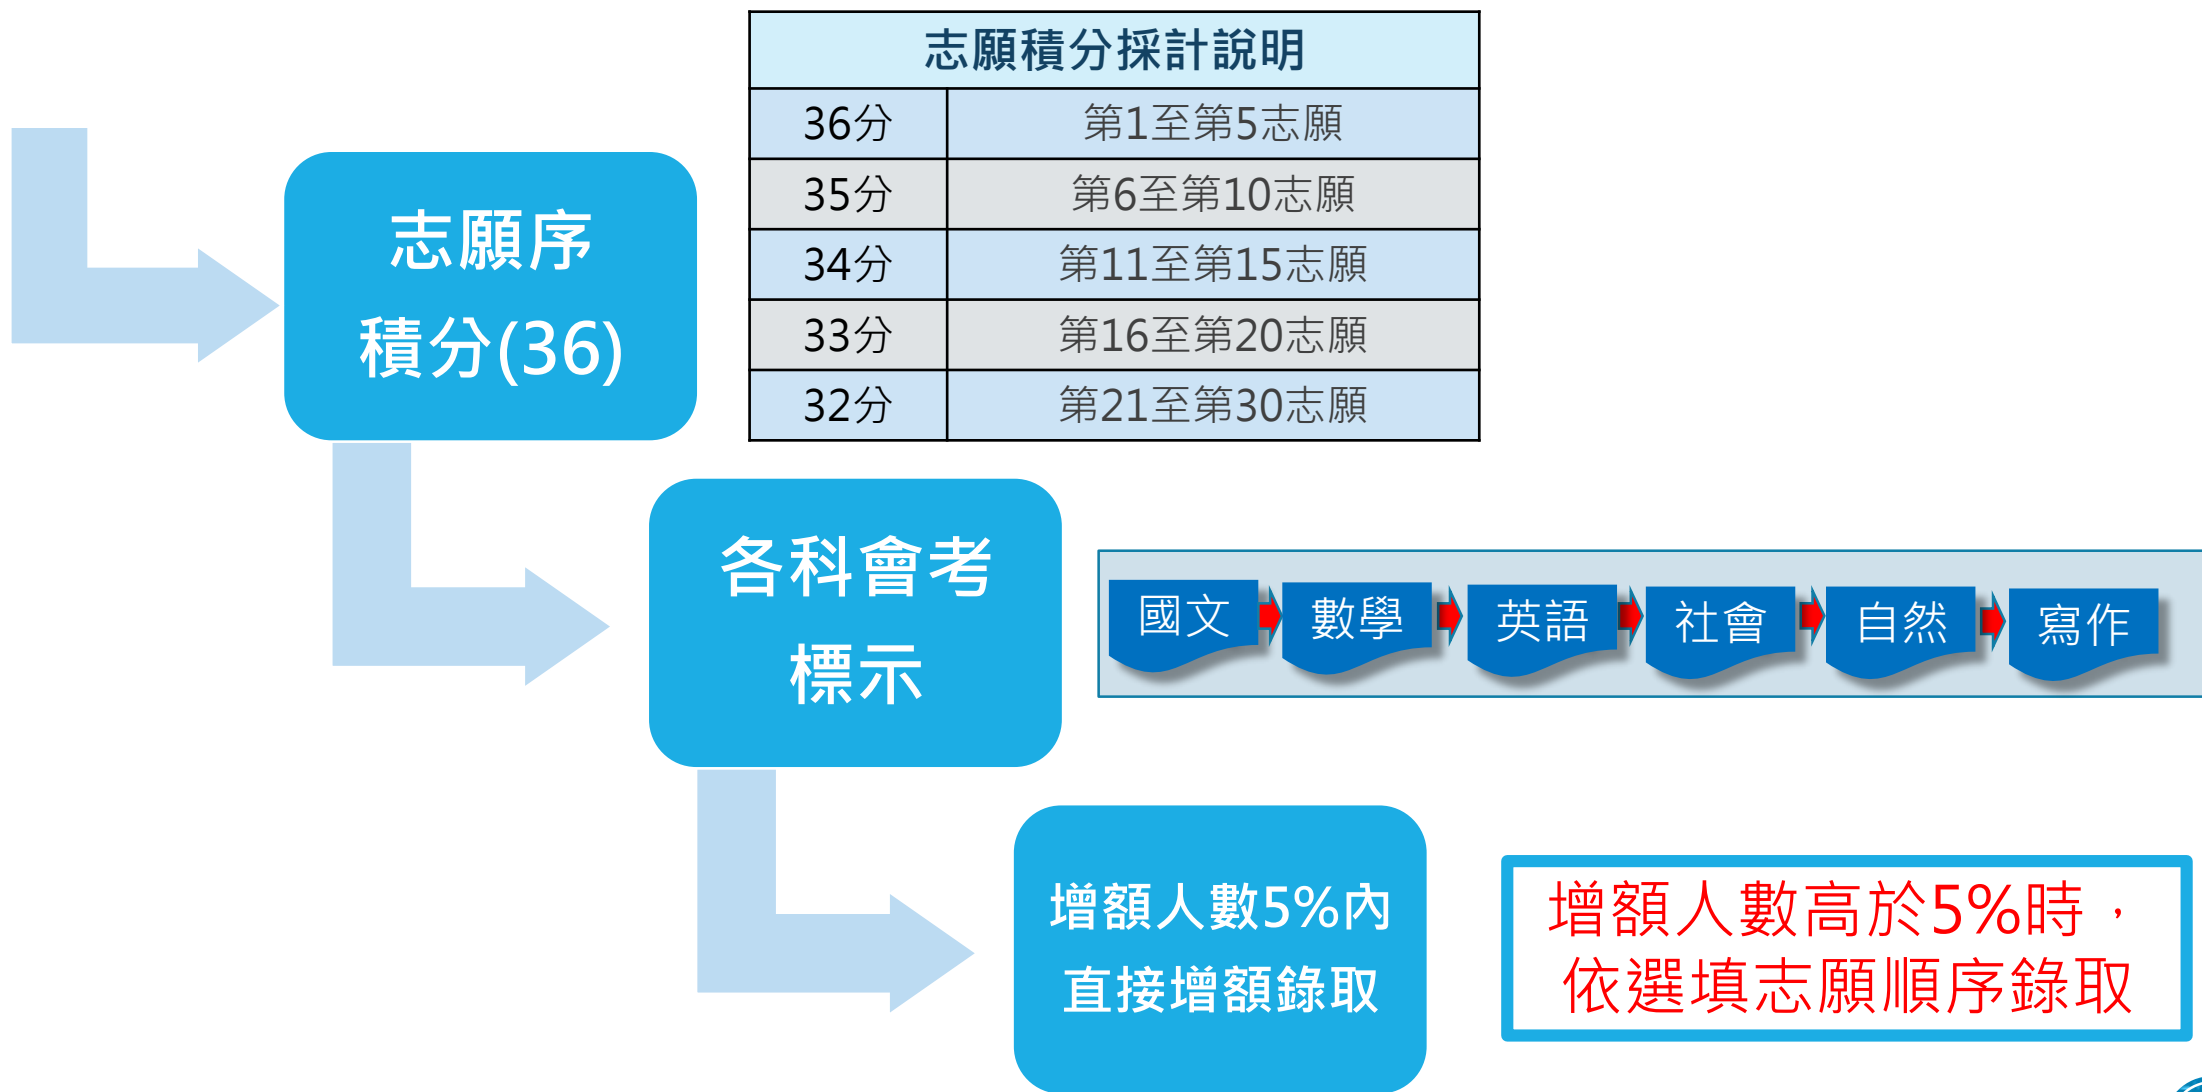 志願積分採計說明
36分 第1至第5志願
35分 第6至第10志願
34分 第11至第15志願
33分 第16至第20志願
32分 第21至第30志願
志願序
積分(36)
各科會考
標示
國文 數學 英語 社會 自然 寫作
增額人數5%內
直接增額錄取
增額人數高於5%時，
依選填志願順序錄取